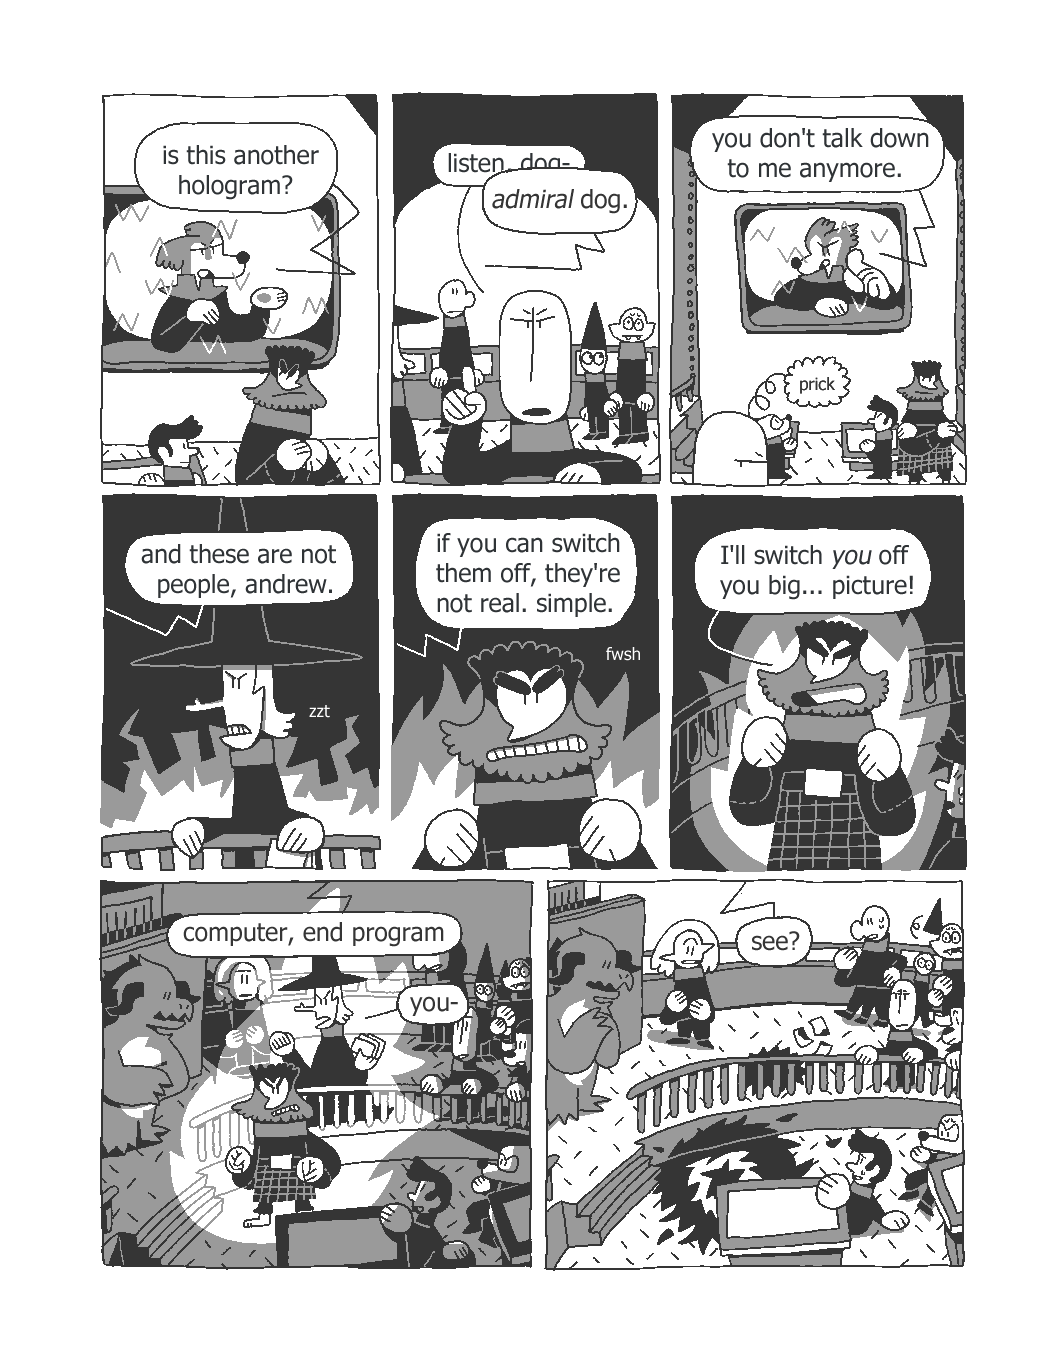 is this another
hologram?
listen, dog-
admiral dog.
you don't talk down
to me anymore.
prick
and these are not
people, andrew.
zzt
if you can switch
them off, they're
not real. simple.
fwsh
I'll switch you off
you big... picture!
computer, end program
you-
see?